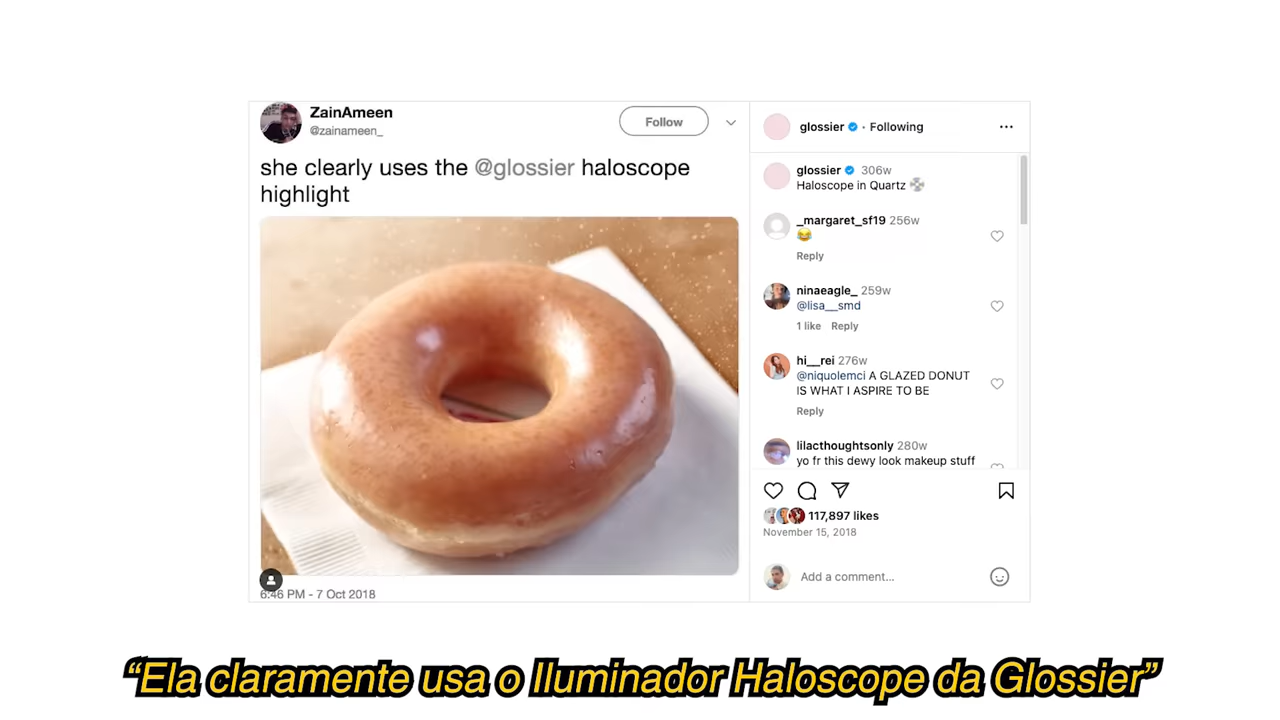 ZainAmeen
@zainameen_
Follow
she clearly uses the @glossier haloscope
highlight
6:46 PM - 7 Oct 2018
glossier • Following
glossier 306w
Haloscope in Quartz
_margaret_sf19 256w
😂
Reply
ninaeagle_ 259w
@lisa__smd
1 like Reply
hi__rei 276w
@niquolemci A GLAZED DONUT
IS WHAT I ASPIRE TO BE
Reply
lilacthoughtsonly 280w
yo fr this dewy look makeup stuff
117,897 likes
November 15, 2018
Add a comment...
“Ela claramente usa o Iluminador Haloscope da Glossier”